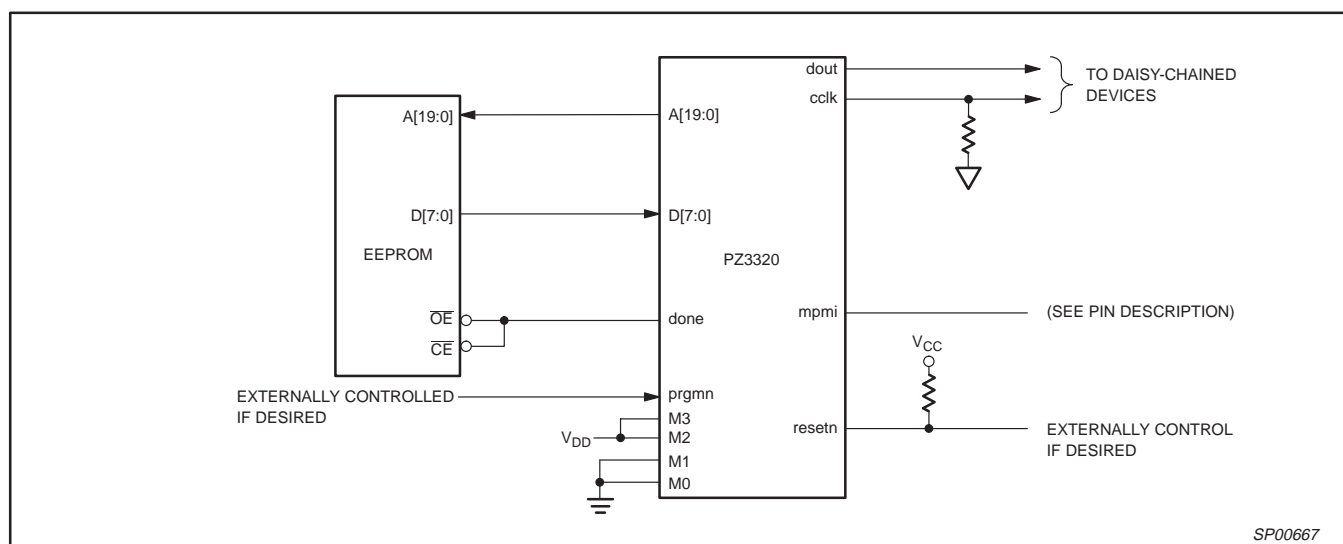 dout
TO DAISY-CHAINED
DEVICES
cclk
A[19:0]
A[19:0]
D[7:0]
D[7:0]
EEPROM
PZ3320
OE
done
mpmi
(SEE PIN DESCRIPTION)
CE
VCC
EXTERNALLY CONTROLLED
IF DESIRED
prgmn
M3
VDD
M2
resetn
EXTERNALLY CONTROL
IF DESIRED
M1
M0
SP00667